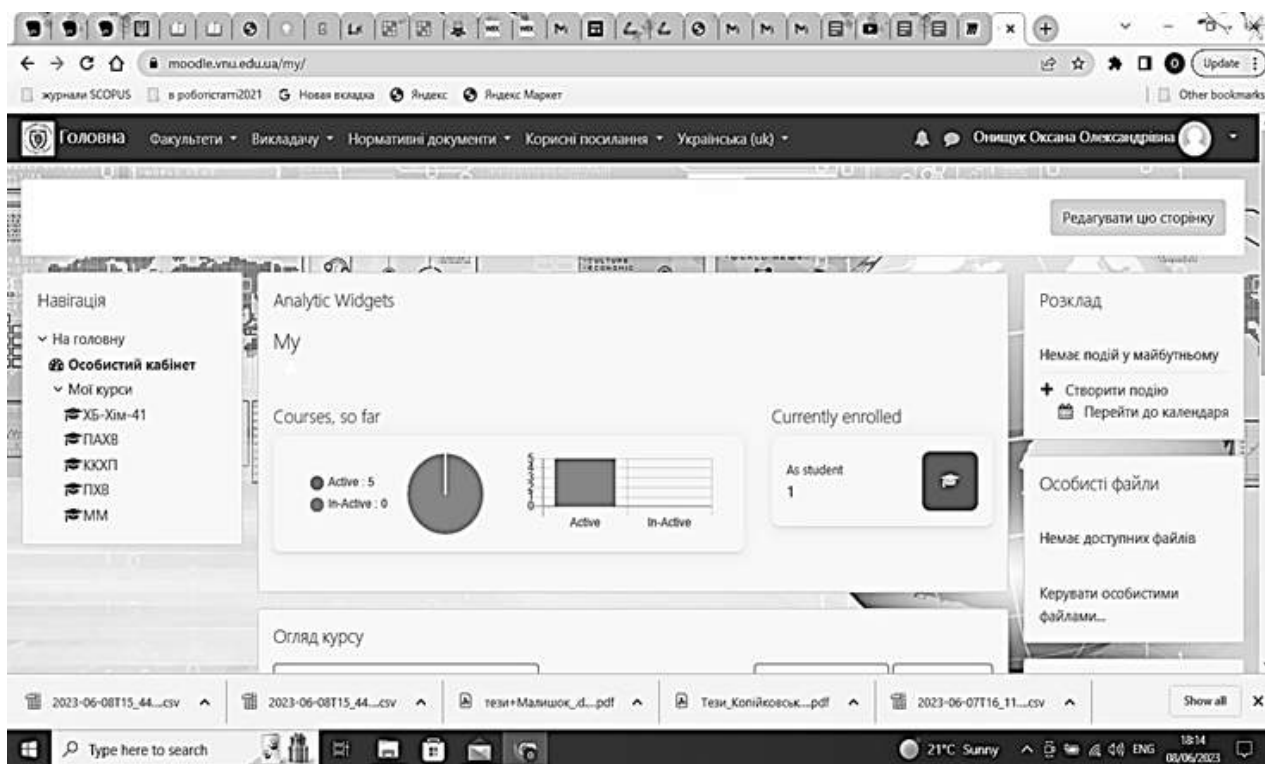 moodle.vnu.edu.ua/my/
Update
журнали SCOPUS в роботістатті2021 Новая вкладка Яндекс Яндекс Маркет
Other bookmarks
Головна Факультети Викладачу Нормативні документи Корисні посилання Українська (uk) Онищук Оксана Олександрівна
Редагувати цю сторінку
Навігація
На головну
Особистий кабінет
Мої курси
ХБ-Хім-41
ПАХВ
ККХП
ПХВ
ММ
Analytic Widgets
My
Courses, so far
Active : 5
In-Active : 0
5
0
Active In-Active
Currently enrolled
As student
1
Огляд курсу
Розклад
Немає подій у майбутньому
Створити подію
Перейти до календаря
Особисті файли
Немає доступних файлів
Керувати особистими
файлами...
2023-06-08T15_44....csv 2023-06-08T15_44....csv тези+Малишок_d....pdf Тези_Копійковськ....pdf 2023-06-07T16_11....csv Show all
Type here to search 21°C Sunny ENG 18:14
08/06/2023